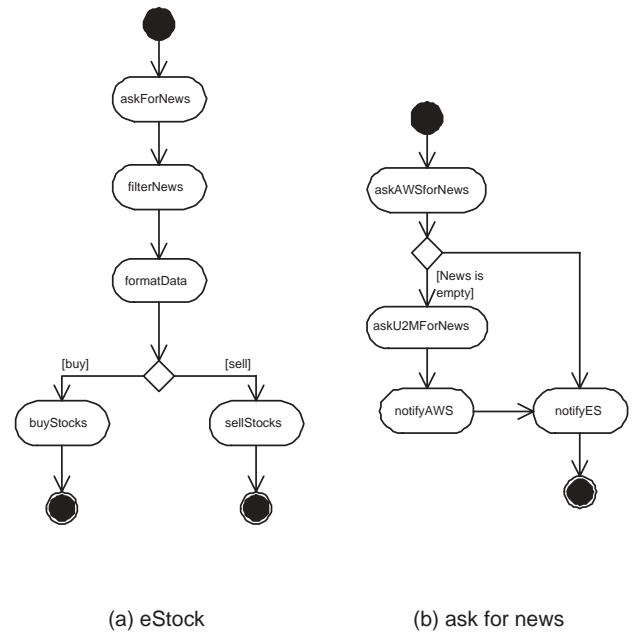 askForNews
filterNews
formatData
[buy]
[sell]
buyStocks
sellStocks
(a) eStock
askAWSforNews
[News is
empty]
askU2MForNews
notifyAWS
notifyES
(b) ask for news